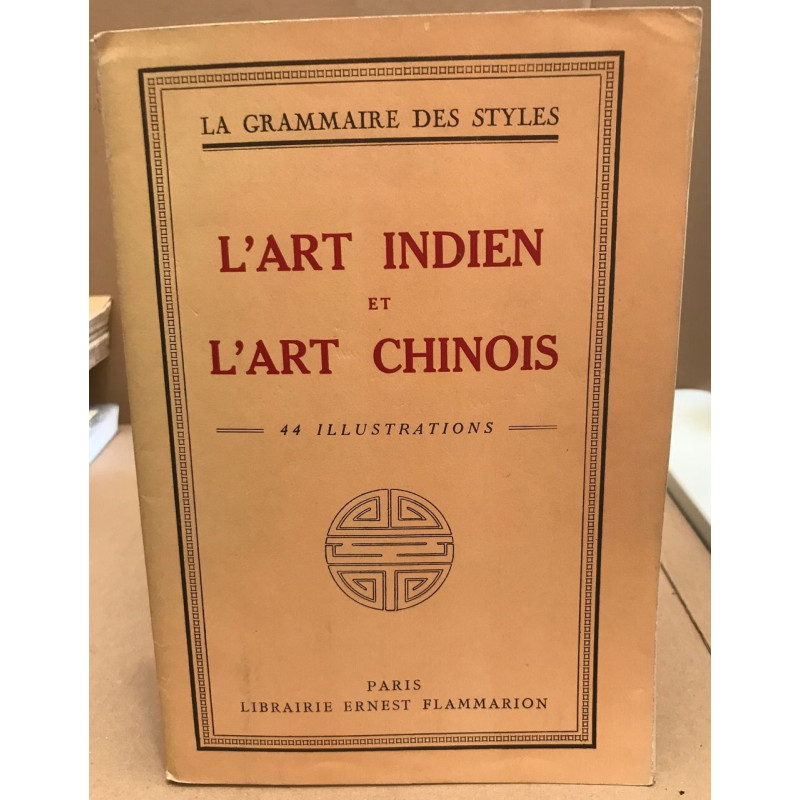 LA GRAMMAIRE DES STYLES
L'ART INDIEN
ET
L'ART CHINOIS
44 ILLUSTRATIONS
PARIS
LIBRAIRIE ERNEST FLAMMARION